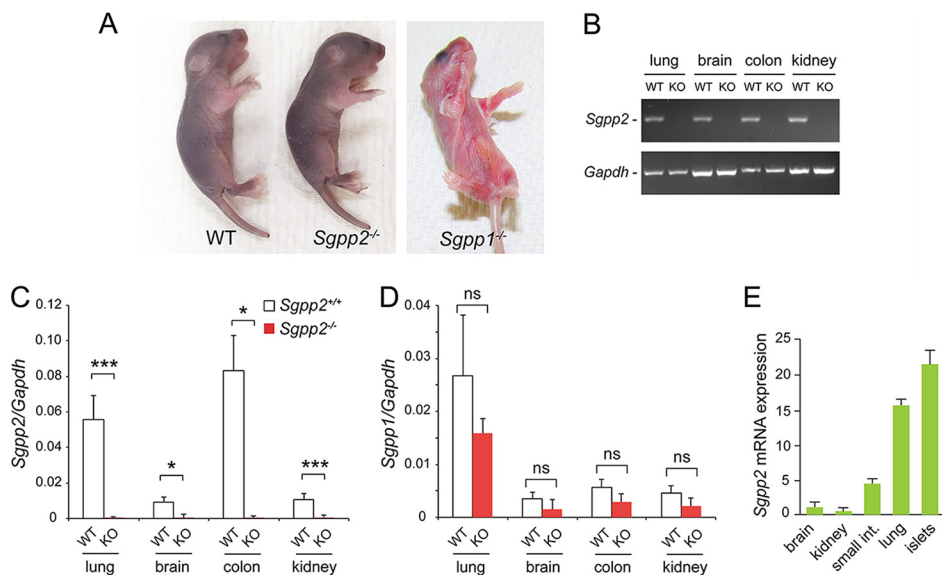 A
WT
Sgpp2-/-
Sgpp1-/-
B
lung brain colon kidney
WT KO WT KO WT KO WT KO
Sgpp2 -
Gapdh -
C
Sgpp2/Gapdh
0.12
0.10
0.08
0.06
0.04
0.02
0
Sgpp2+/+
Sgpp2-/-
***
*
*
***
WT KO WT KO WT KO WT KO
lung brain colon kidney
D
Sgpp1/Gapdh
0.04
0.03
0.02
0.01
0.00
ns
ns
ns
ns
WT KO WT KO WT KO WT KO
lung brain colon kidney
E
Sgpp2 mRNA expression
25
20
15
10
5
0
brain
kidney
small int.
lung
islets